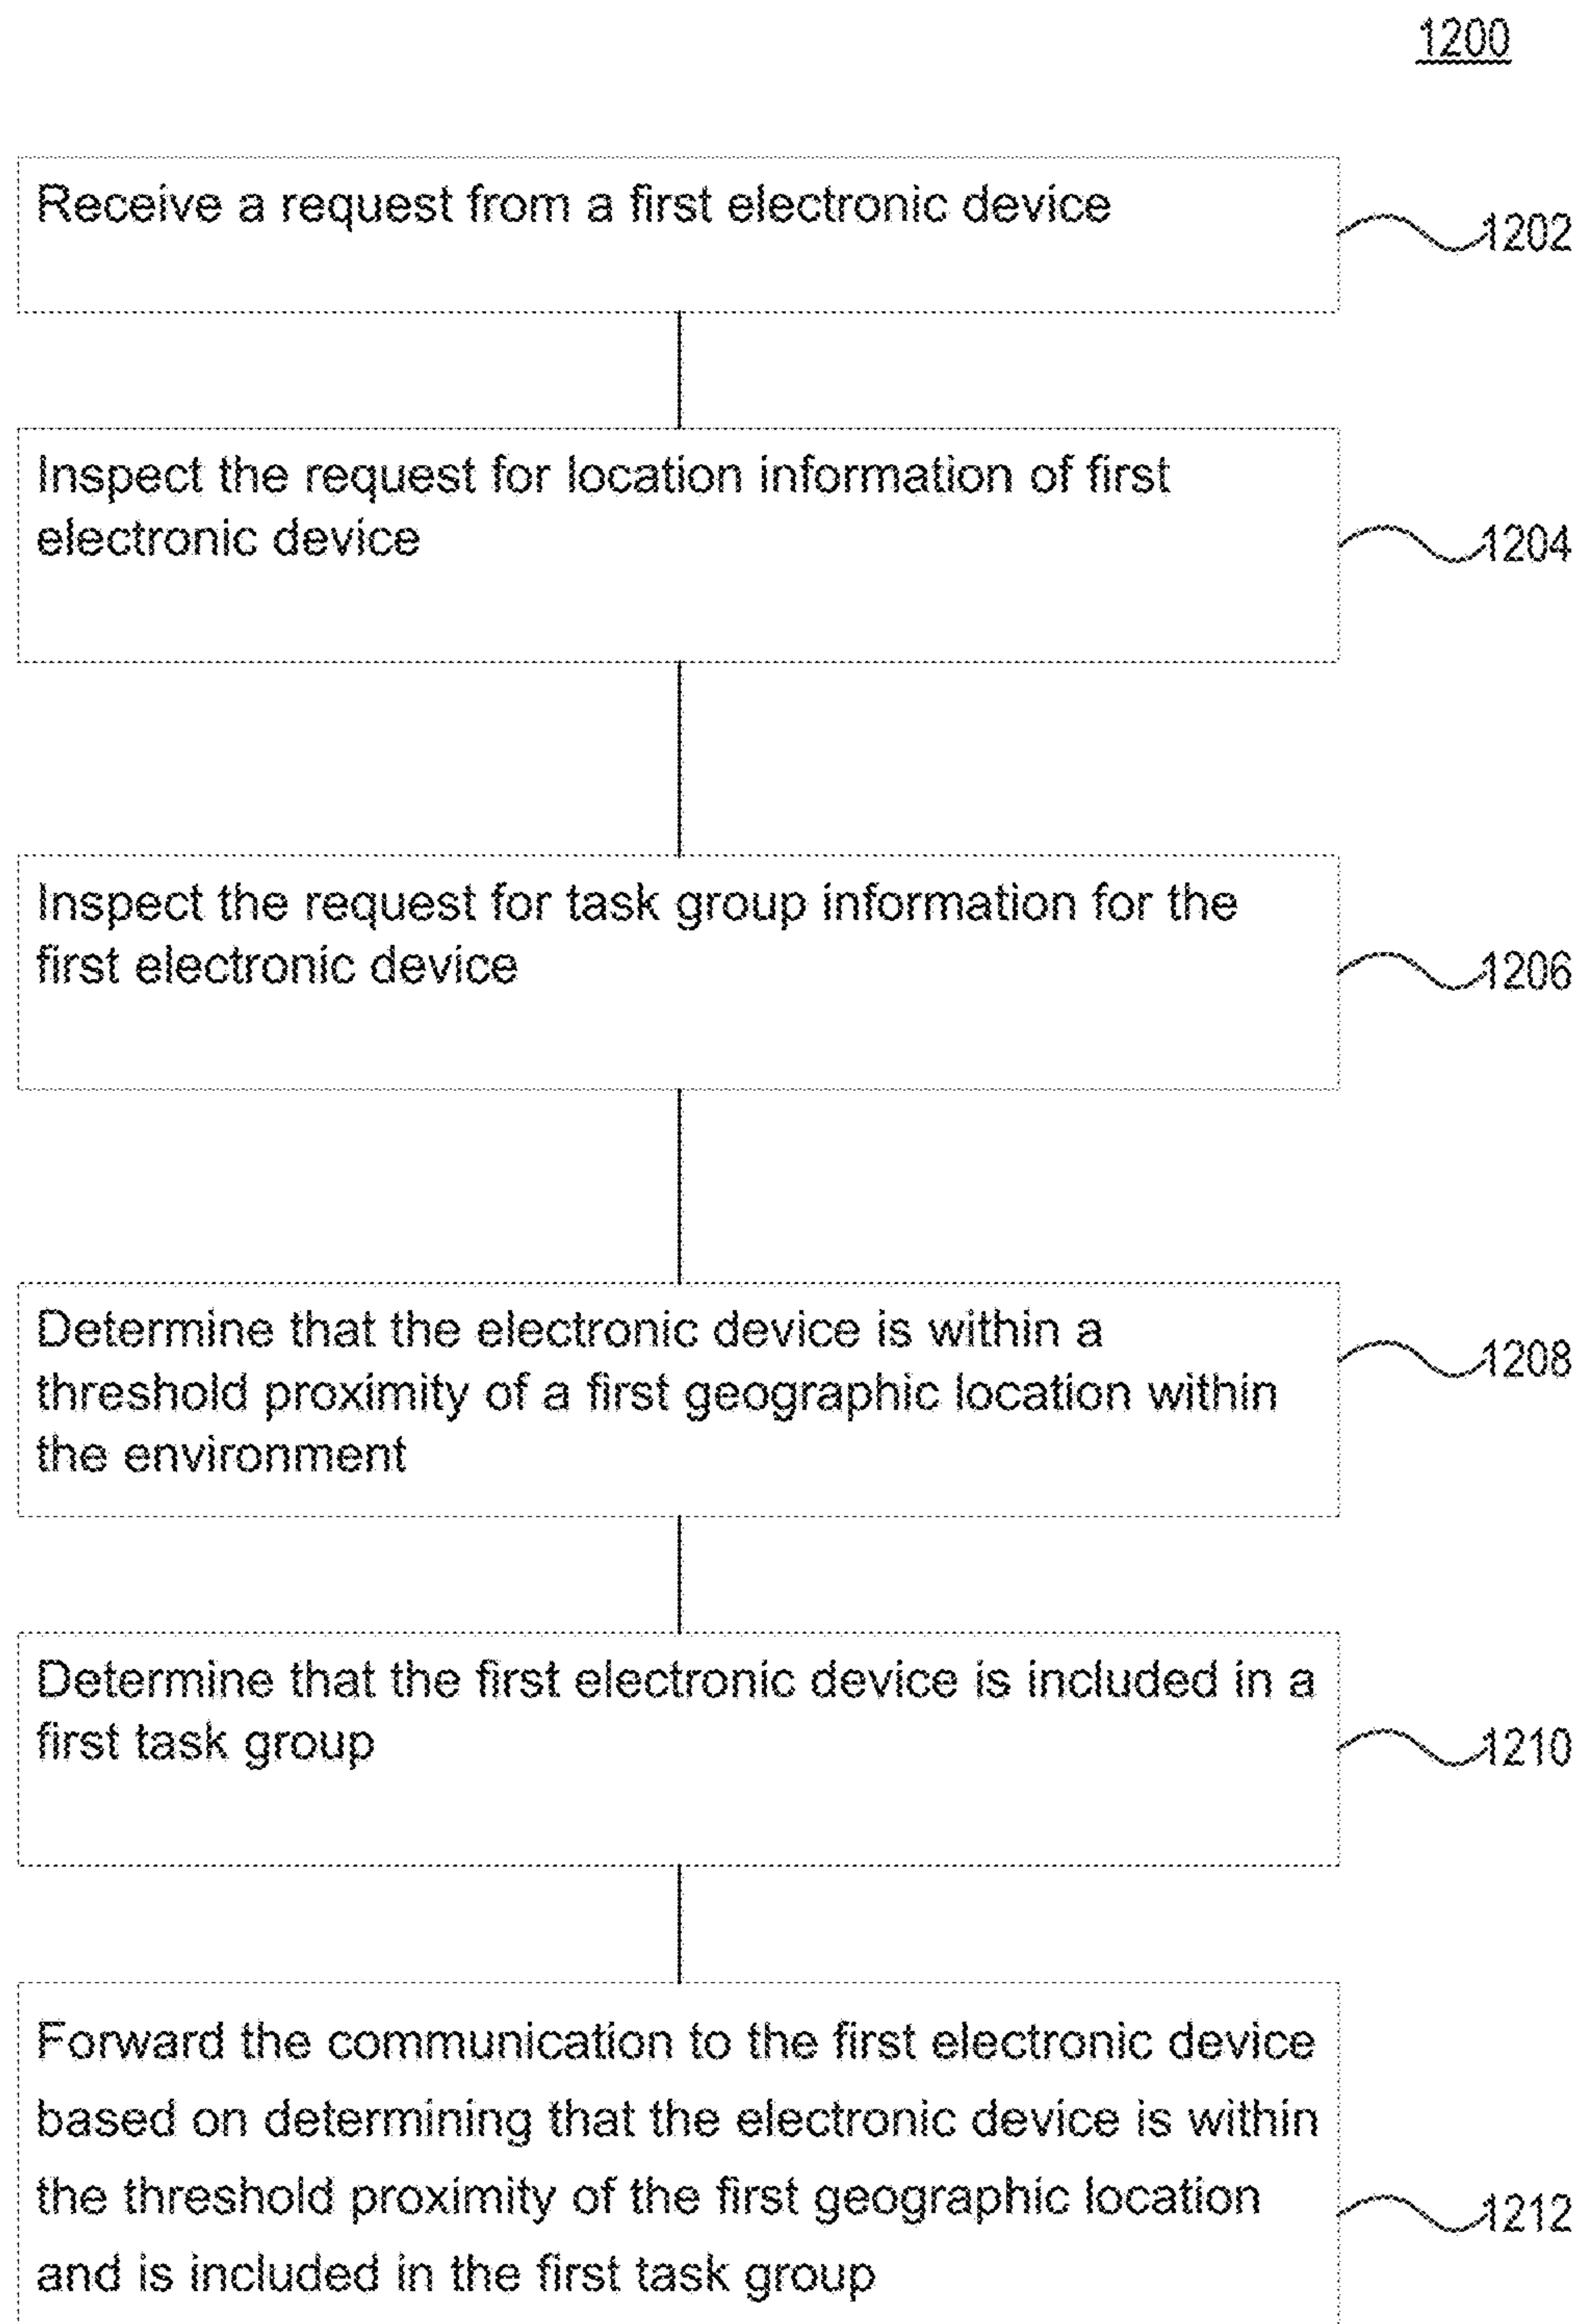 1200
Receive a request from a first electronic device
1202
Inspect the request for location information of first
electronic device
1204
Inspect the request for task group information for the
first electronic device
1206
Determine that the electronic device is within a
threshold proximity of a first geographic location within
the environment
1208
Determine that the first electronic device is included in a
first task group
1210
Forward the communication to the first electronic device
based on determining that the electronic device is within
the threshold proximity of the first geographic location
and is included in the first task group
1212